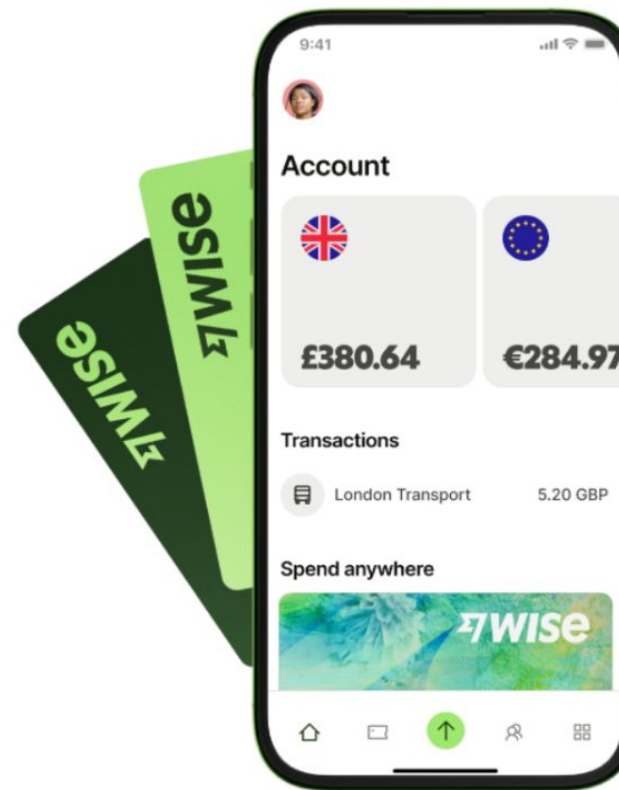 9:41
Account
£380.64
€284.97
Transactions
London Transport 5.20 GBP
Spend anywhere
WISE
WISE
WISE